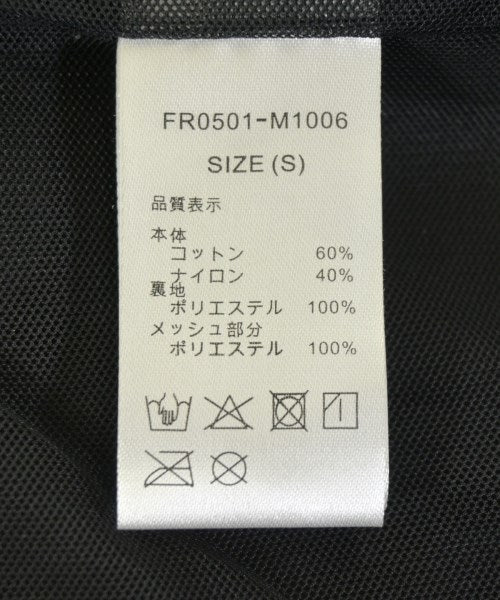 FR0501-M1006
SIZE (S)
品質表示
本体
コットン 60%
ナイロン 40%
裏地
ポリエステル 100%
メッシュ部分
ポリエステル 100%